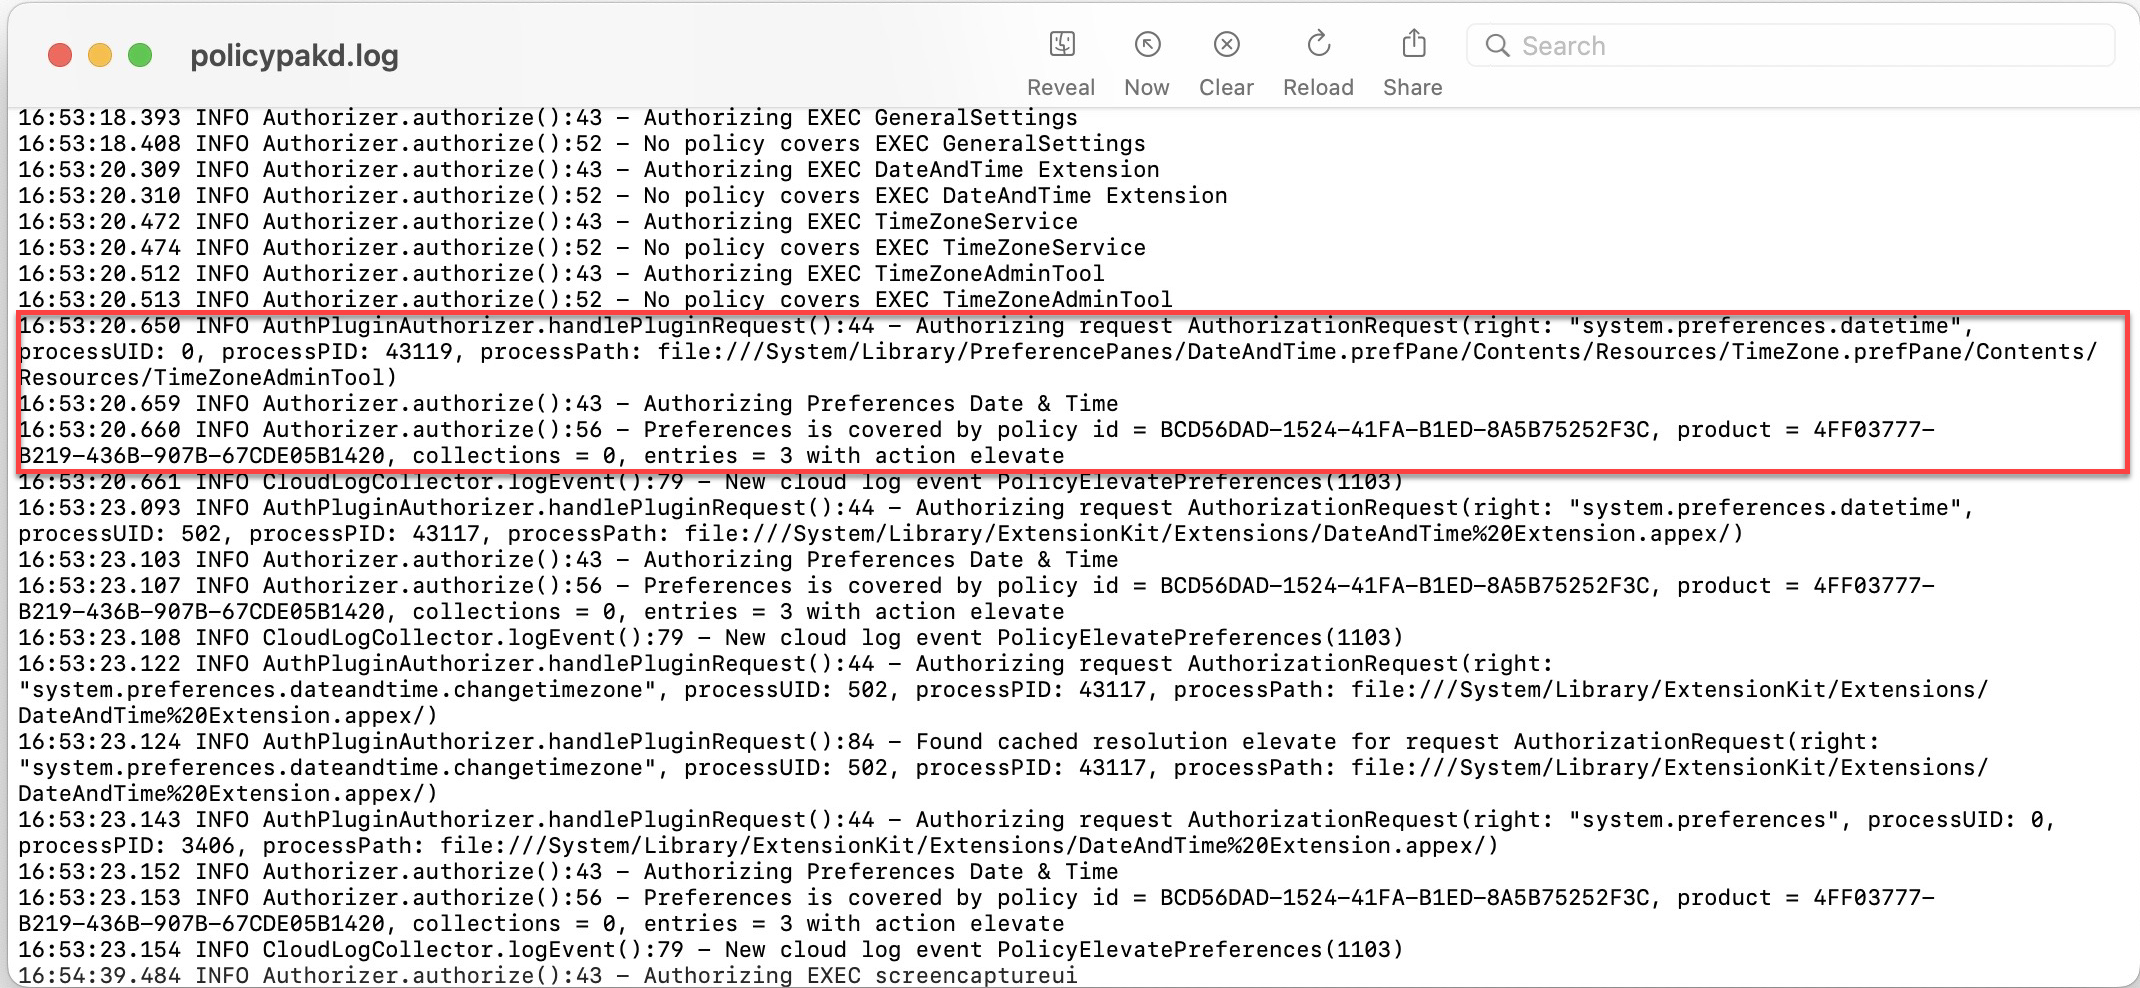 policypakd.log
Reveal
Now
Clear
Reload
Share
Search
16:53:18.393 INFO Authorizer.authorize():43 – Authorizing EXEC GeneralSettings
16:53:18.408 INFO Authorizer.authorize():52 – No policy covers EXEC GeneralSettings
16:53:20.309 INFO Authorizer.authorize():43 – Authorizing EXEC DateAndTime Extension
16:53:20.310 INFO Authorizer.authorize():52 – No policy covers EXEC DateAndTime Extension
16:53:20.472 INFO Authorizer.authorize():43 – Authorizing EXEC TimeZoneService
16:53:20.474 INFO Authorizer.authorize():52 – No policy covers EXEC TimeZoneService
16:53:20.512 INFO Authorizer.authorize():43 – Authorizing EXEC TimeZoneAdminTool
16:53:20.513 INFO Authorizer.authorize():52 – No policy covers EXEC TimeZoneAdminTool
16:53:20.650 INFO AuthPluginAuthorizer.handlePluginRequest():44 – Authorizing request AuthorizationRequest(right: "system.preferences.datetime",
processUID: 0, processPID: 43119, processPath: file:///System/Library/PreferencePanes/DateAndTime.prefPane/Contents/Resources/TimeZone.prefPane/Contents/
Resources/TimeZoneAdminTool)
16:53:20.659 INFO Authorizer.authorize():43 – Authorizing Preferences Date & Time
16:53:20.660 INFO Authorizer.authorize():56 – Preferences is covered by policy id = BCD56DAD-1524-41FA-B1ED-8A5B75252F3C, product = 4FF03777-
B219-436B-907B-67CDE05B1420, collections = 0, entries = 3 with action elevate
16:53:20.661 INFO CloudLogCollector.logEvent():79 – New cloud log event PolicyElevatePreferences(1103)
16:53:23.093 INFO AuthPluginAuthorizer.handlePluginRequest():44 – Authorizing request AuthorizationRequest(right: "system.preferences.datetime",
processUID: 502, processPID: 43117, processPath: file:///System/Library/ExtensionKit/Extensions/DateAndTime%20Extension.appex/)
16:53:23.103 INFO Authorizer.authorize():43 – Authorizing Preferences Date & Time
16:53:23.107 INFO Authorizer.authorize():56 – Preferences is covered by policy id = BCD56DAD-1524-41FA-B1ED-8A5B75252F3C, product = 4FF03777-
B219-436B-907B-67CDE05B1420, collections = 0, entries = 3 with action elevate
16:53:23.108 INFO CloudLogCollector.logEvent():79 – New cloud log event PolicyElevatePreferences(1103)
16:53:23.122 INFO AuthPluginAuthorizer.handlePluginRequest():44 – Authorizing request AuthorizationRequest(right:
"system.preferences.dateandtime.changetimezone", processUID: 502, processPID: 43117, processPath: file:///System/Library/ExtensionKit/Extensions/
DateAndTime%20Extension.appex/)
16:53:23.124 INFO AuthPluginAuthorizer.handlePluginRequest():84 – Found cached resolution elevate for request AuthorizationRequest(right:
"system.preferences.dateandtime.changetimezone", processUID: 502, processPID: 43117, processPath: file:///System/Library/ExtensionKit/Extensions/
DateAndTime%20Extension.appex/)
16:53:23.143 INFO AuthPluginAuthorizer.handlePluginRequest():44 – Authorizing request AuthorizationRequest(right: "system.preferences", processUID: 0,
processPID: 3406, processPath: file:///System/Library/ExtensionKit/Extensions/DateAndTime%20Extension.appex/)
16:53:23.152 INFO Authorizer.authorize():43 – Authorizing Preferences Date & Time
16:53:23.153 INFO Authorizer.authorize():56 – Preferences is covered by policy id = BCD56DAD-1524-41FA-B1ED-8A5B75252F3C, product = 4FF03777-
B219-436B-907B-67CDE05B1420, collections = 0, entries = 3 with action elevate
16:53:23.154 INFO CloudLogCollector.logEvent():79 – New cloud log event PolicyElevatePreferences(1103)
16:54:39.484 INFO Authorizer.authorize():43 – Authorizing EXEC screencaptureui